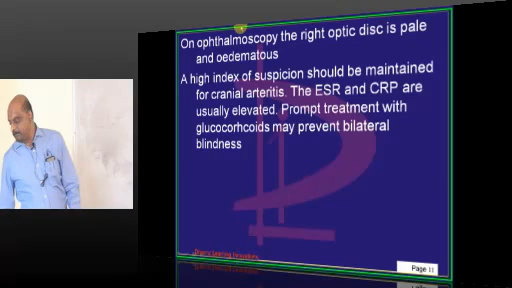 On ophthalmoscopy the right optic disc is pale
and oedematous
A high index of suspicion should be maintained
for cranial arteritis. The ESR and CRP are
usually elevated. Prompt treatment with
glucocorhcoids may prevent bilateral
blindness
Page 11